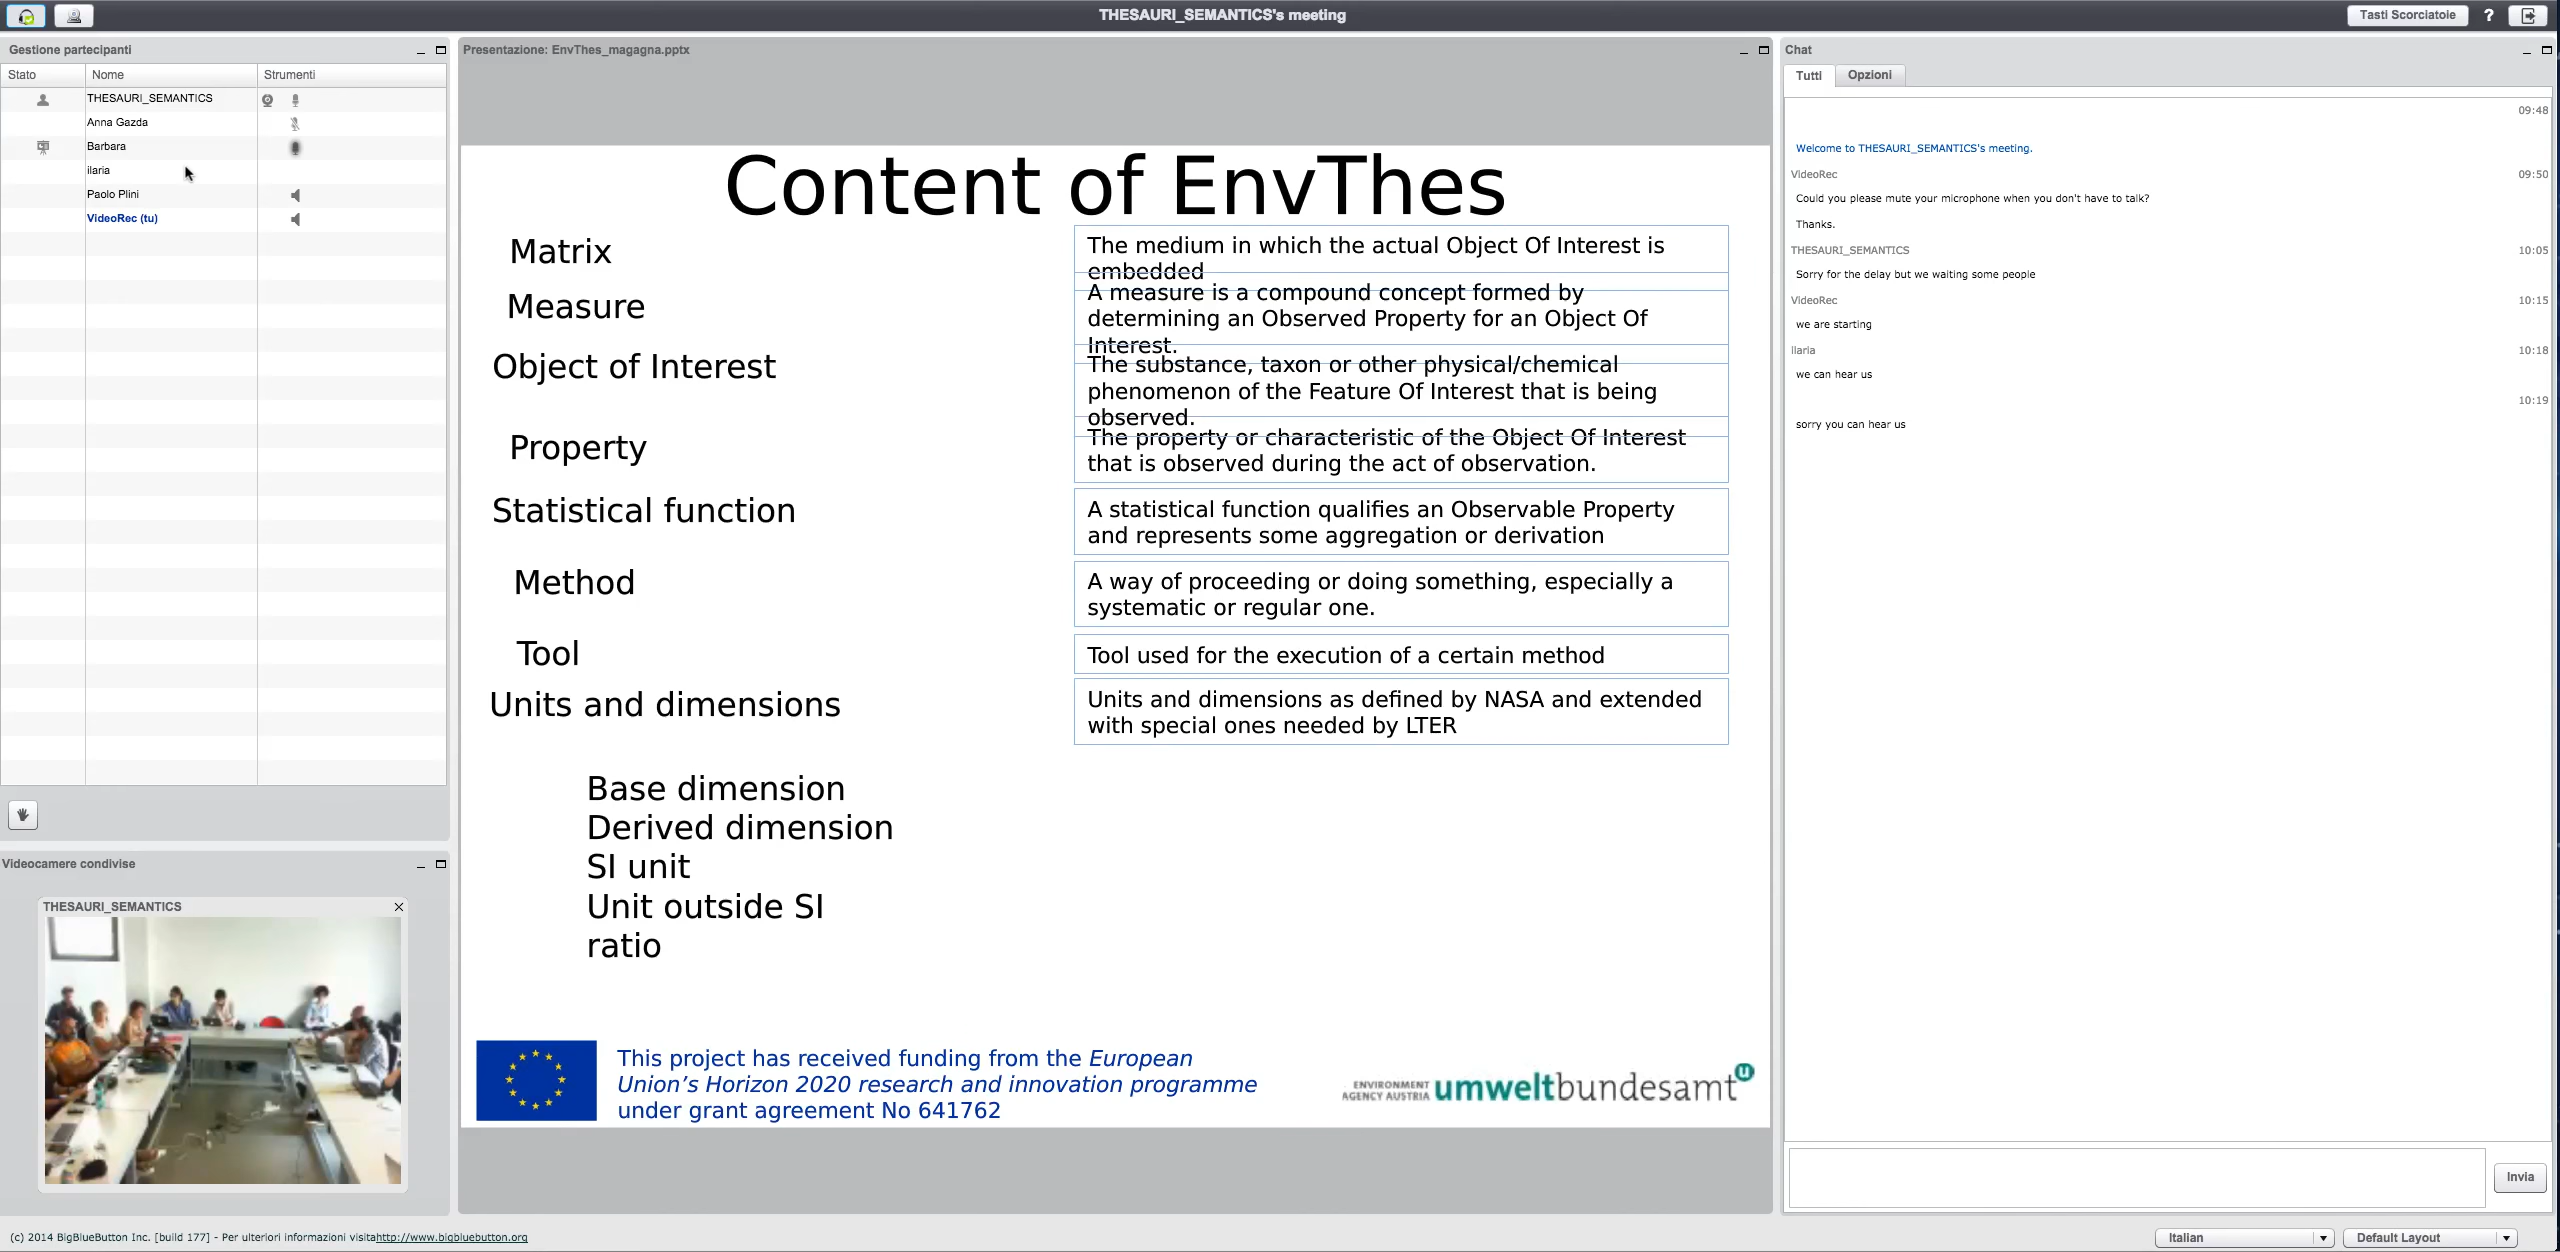 THESAURI_SEMANTICS's meeting
Tasti Scorciatoie
?
Gestione partecipanti
Stato Nome Strumenti
THESAURI_SEMANTICS
Anna Gazda
Barbara
ilaria
Paolo Plini
VideoRec (tu)
Videocamere condivise
THESAURI_SEMANTICS
Presentazione: EnvThes_magagna.pptx
Content of EnvThes
Matrix
The medium in which the actual Object Of Interest is
embedded
Measure
A measure is a compound concept formed by
determining an Observed Property for an Object Of
Interest.
Object of Interest
The substance, taxon or other physical/chemical
phenomenon of the Feature Of Interest that is being
observed.
Property
The property or characteristic of the Object Of Interest
that is observed during the act of observation.
Statistical function
A statistical function qualifies an Observable Property
and represents some aggregation or derivation
Method
A way of proceeding or doing something, especially a
systematic or regular one.
Tool
Tool used for the execution of a certain method
Units and dimensions
Units and dimensions as defined by NASA and extended
with special ones needed by LTER
Base dimension
Derived dimension
SI unit
Unit outside SI
ratio
This project has received funding from the European
Union’s Horizon 2020 research and innovation programme
under grant agreement No 641762
ENVIRONMENT
AGENCY AUSTRIA umweltbundesamt u
Chat
Tutti Opzioni
09:48
Welcome to THESAURI_SEMANTICS's meeting.
VideoRec 09:50
Could you please mute your microphone when you don't have to talk?
Thanks.
THESAURI_SEMANTICS 10:05
Sorry for the delay but we waiting some people
VideoRec 10:15
we are starting
ilaria 10:18
we can hear us
10:19
sorry you can hear us
Invia
(c) 2014 BigBlueButton Inc. [build 177] - Per ulteriori informazioni visitahttp://www.bigbluebutton.org
Italian
Default Layout